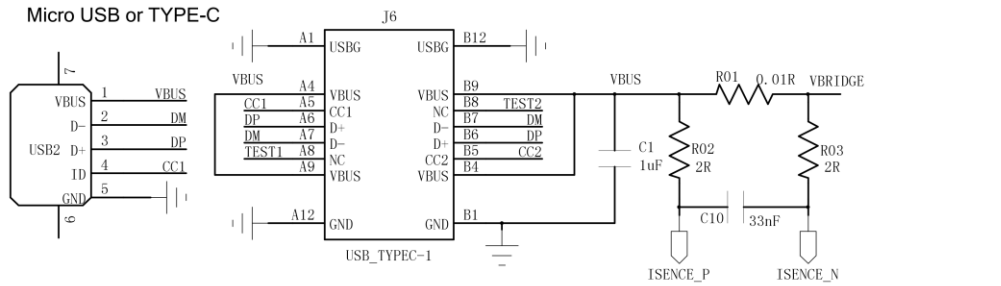 Micro USB or TYPE-C
J6
A1 USBG USBG B12
7
VBUS VBUS
VBUS 1 VBUS
D- 2 DM
USB2 D+ 3 DP
ID 4 CC1
GND 5
6
A4 VBUS VBUS B9
CC1 A5 CC1 NC B8 TEST2
DP A6 D+ D- B7 DM
DM A7 D- D+ B6 DP
TEST1 A8 NC CC2 B5 CC2
A9 VBUS VBUS B4
A12 GND GND B1
USB_TYPEC-1
R01 0.01R VBRIDGE
C1
1uF
R02
2R
R03
2R
C10 33nF
ISENCE_P ISENCE_N